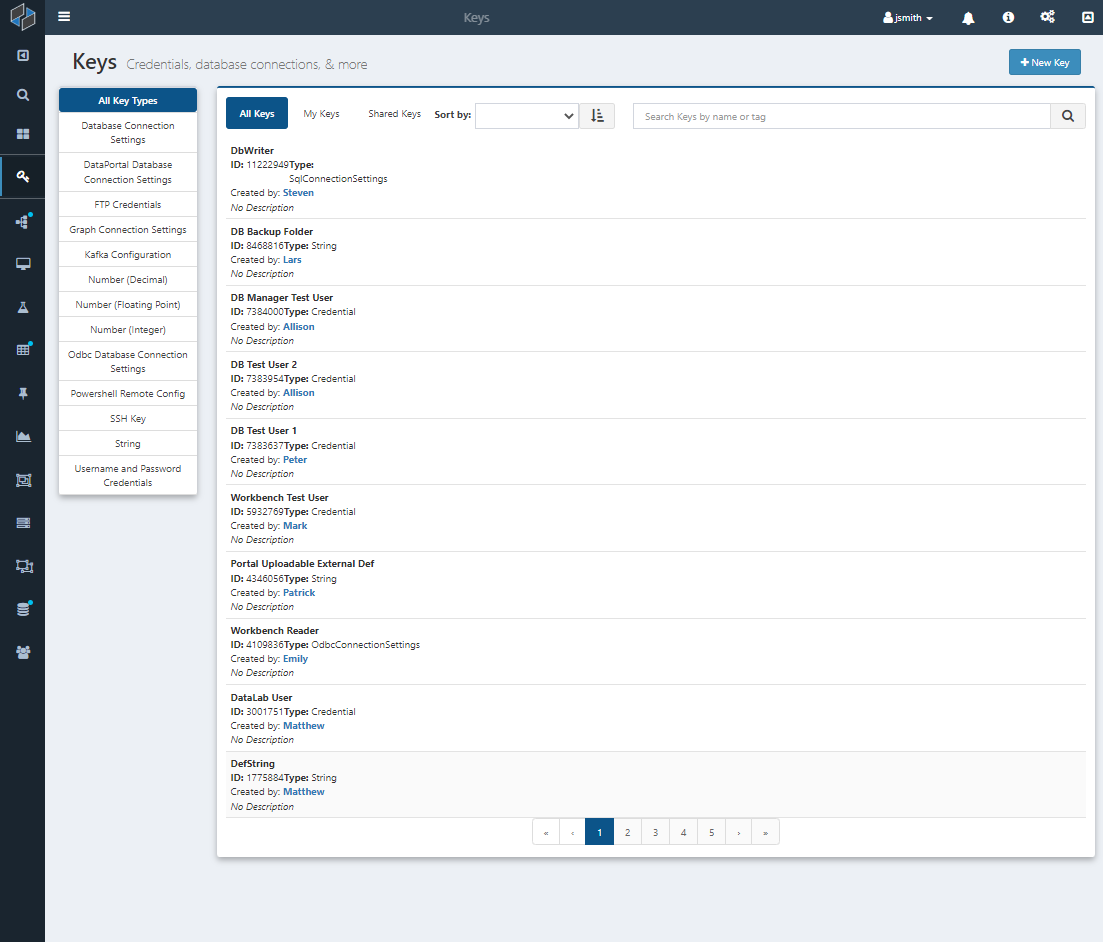 Keys
jsmith
Keys Credentials, database connections, & more
New Key
All Key Types
Database Connection
Settings
DataPortal Database
Connection Settings
FTP Credentials
Graph Connection Settings
Kafka Configuration
Number (Decimal)
Number (Floating Point)
Number (Integer)
Odbc Database Connection
Settings
Powershell Remote Config
SSH Key
String
Username and Password
Credentials
All Keys My Keys Shared Keys Sort by: Search Keys by name or tag
DbWriter
ID: 11222949Type:
SqlConnectionSettings
Created by: Steven
No Description
DB Backup Folder
ID: 8468816Type: String
Created by: Lars
No Description
DB Manager Test User
ID: 7384000Type: Credential
Created by: Allison
No Description
DB Test User 2
ID: 7383954Type: Credential
Created by: Allison
No Description
DB Test User 1
ID: 7383637Type: Credential
Created by: Peter
No Description
Workbench Test User
ID: 5932769Type: Credential
Created by: Mark
No Description
Portal Uploadable External Def
ID: 4346056Type: String
Created by: Patrick
No Description
Workbench Reader
ID: 4109836Type: OdbcConnectionSettings
Created by: Emily
No Description
DataLab User
ID: 3001751Type: Credential
Created by: Matthew
No Description
DefString
ID: 1775884Type: String
Created by: Matthew
No Description
« ‹ 1 2 3 4 5 › »